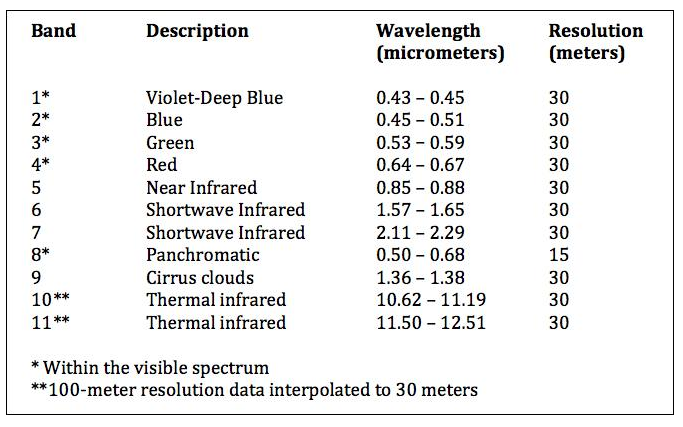 Band Description Wavelength (micrometers) Resolution (meters)
1* Violet-Deep Blue 0.43 – 0.45 30
2* Blue 0.45 – 0.51 30
3* Green 0.53 – 0.59 30
4* Red 0.64 – 0.67 30
5 Near Infrared 0.85 – 0.88 30
6 Shortwave Infrared 1.57 – 1.65 30
7 Shortwave Infrared 2.11 – 2.29 30
8* Panchromatic 0.50 – 0.68 15
9 Cirrus clouds 1.36 – 1.38 30
10** Thermal infrared 10.62 – 11.19 30
11** Thermal infrared 11.50 – 12.51 30
* Within the visible spectrum
**100-meter resolution data interpolated to 30 meters